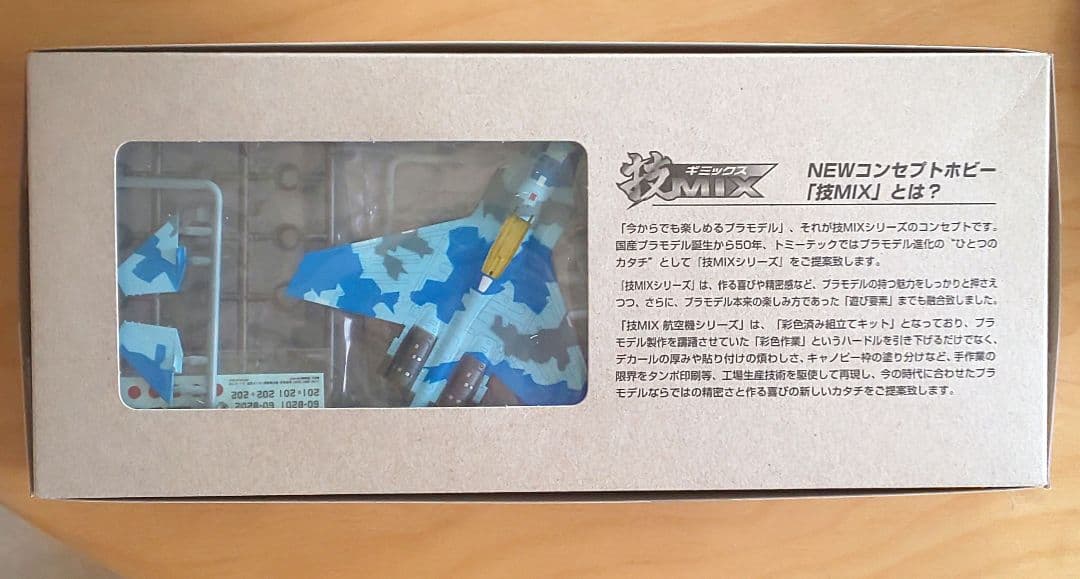 ギミックス
技MIX
NEWコンセプトホビー
「技MIX」とは？
「今からでも楽しめるプラモデル」、それが技MIXシリーズのコンセプトです。
国産プラモデル誕生から50年、トミーテックではプラモデル進化の“ひとつの
カタチ”として「技MIXシリーズ」をご提案致します。
「技MIXシリーズ」は、作る喜びや精密感など、プラモデルの持つ魅力をしっかりと押さえ
つつ、さらに、プラモデル本来の楽しみ方であった「遊び要素」までも融合致しました。
「技MIX 航空機シリーズ」は、「彩色済み組立てキット」となっており、プラ
モデル製作を躊躇させていた「彩色作業」というハードルを引き下げるだけでなく、
デカールの厚みや貼り付けの煩わしさ、キャノピー枠の塗り分けなど、手作業の
限界をタンポ印刷等、工場生産技術を駆使して再現し、今の時代に合わせたプラ
モデルならではの精密さと作る喜びの新しいカタチをご提案致します。
201•201 202•202
60-8201 60-8202